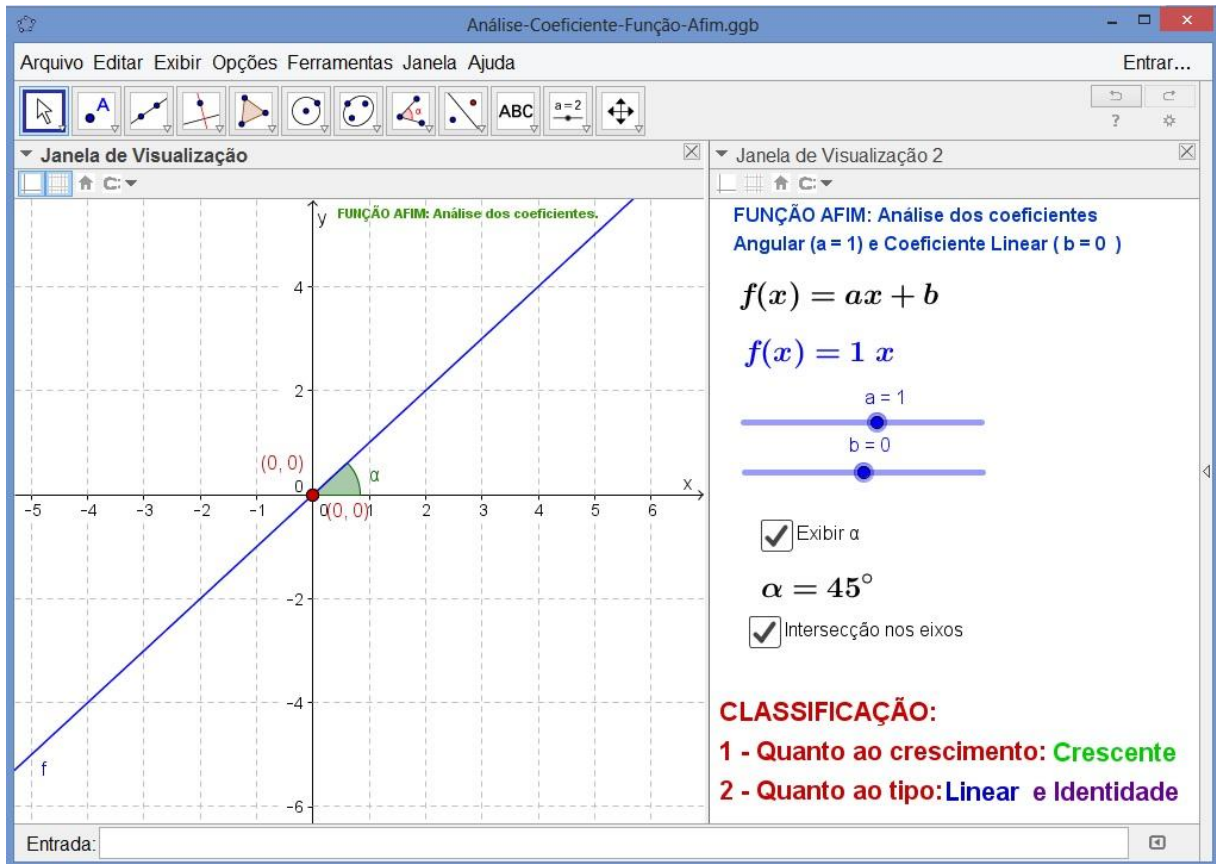 Análise-Coeficiente-Função-Afim.ggb
Arquivo Editar Exibir Opções Ferramentas Janela Ajuda
Entrar...
A
α
ABC
a=2
?
Janela de Visualização
Janela de Visualização 2
FUNÇÃO AFIM: Análise dos coeficientes.
y
4
2
(0, 0)
α
0
x
-5 -4 -3 -2 -1 0 (0, 0) 1 2 3 4 5 6
-2
-4
-6
f
FUNÇÃO AFIM: Análise dos coeficientes
Angular (a = 1) e Coeficiente Linear ( b = 0 )
f(x) = ax + b
f(x) = 1 x
a = 1
b = 0
Exibir α
α = 45°
Intersecção nos eixos
CLASSIFICAÇÃO:
1 - Quanto ao crescimento: Crescente
2 - Quanto ao tipo: Linear e Identidade
Entrada: